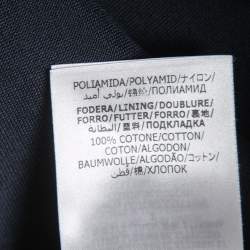 POLIAMIDA/POLYAMID/ナイロン/
锦纶/بولي أميد/ПОЛИАМИД
FODERA/LINING/DOUBLURE/
FORRO/FUTTER/FORRO/裏地/
里料/البطانة/ПОДКЛАДКА
100% COTONE/COTTON/
COTON/ALGODON/
BAUMWOLLE/ALGODÃO/コットン/
棉/قطن/ХЛОПОК